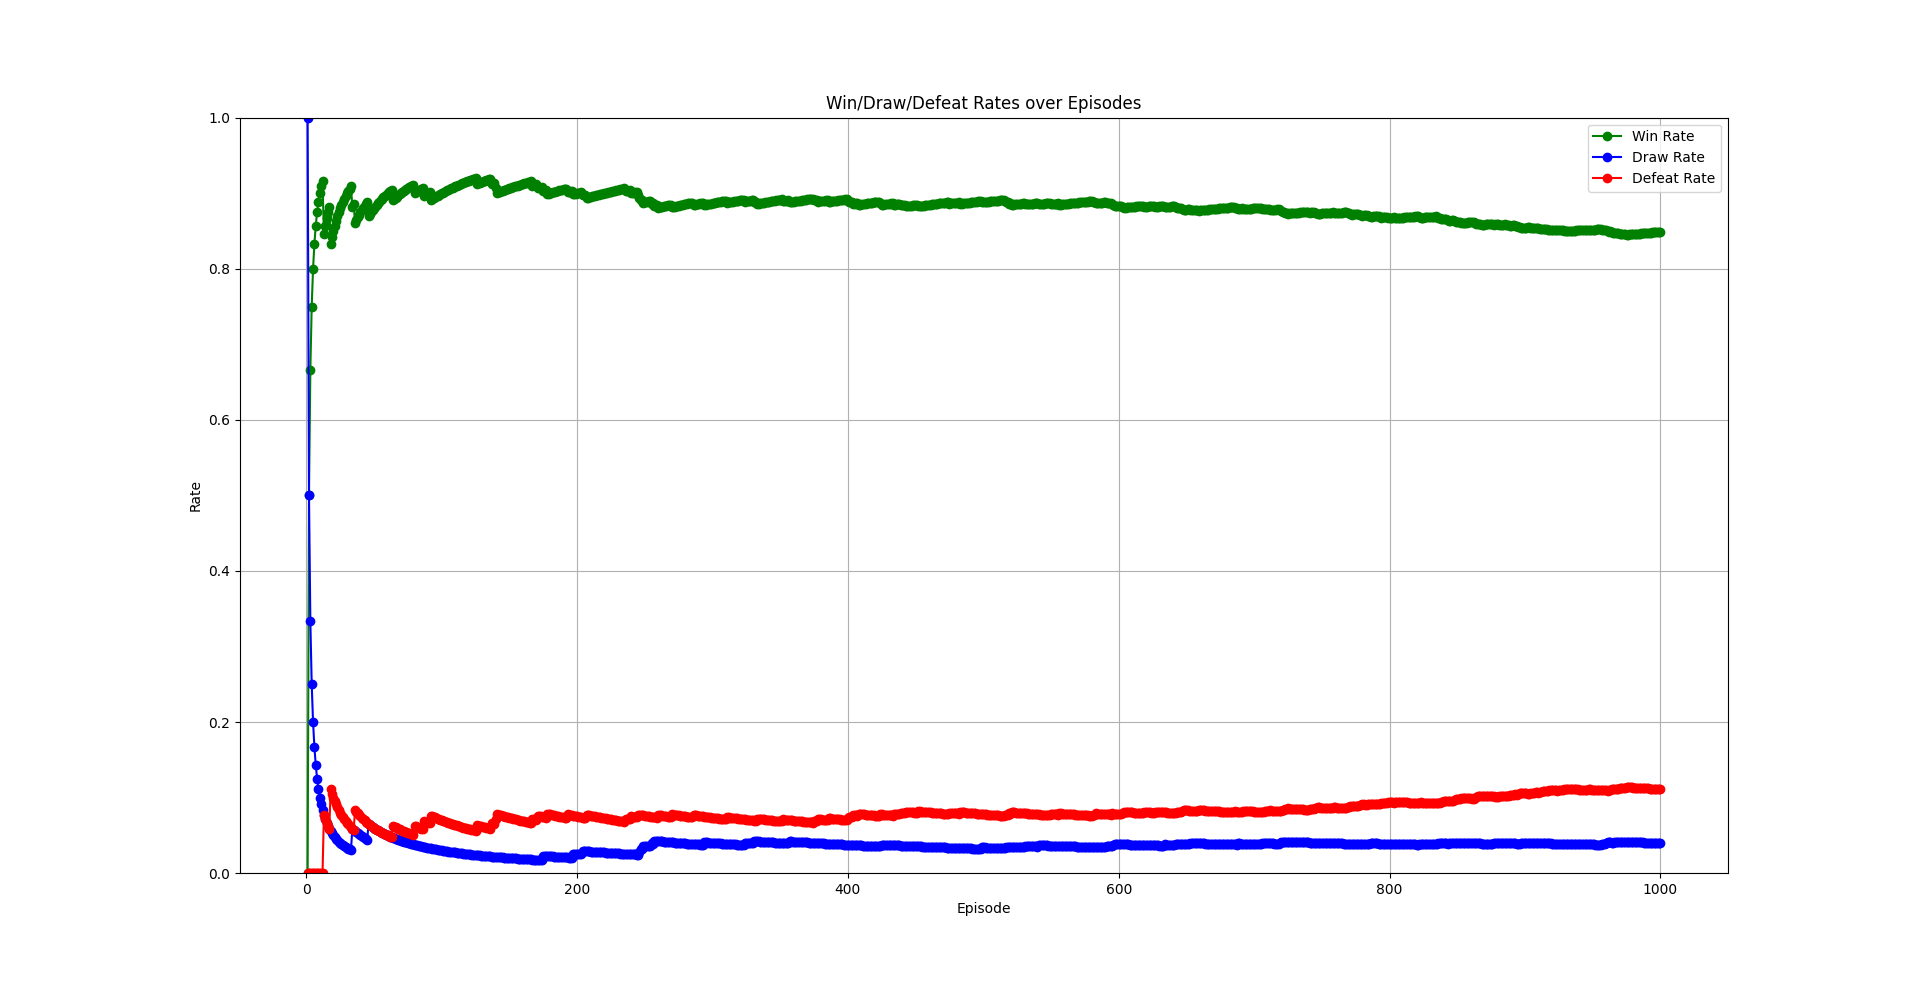 Win/Draw/Defeat Rates over Episodes
Win Rate
Draw Rate
Defeat Rate
Rate
1.0
0.8
0.6
0.4
0.2
0.0
0
200
400
600
800
1000
Episode